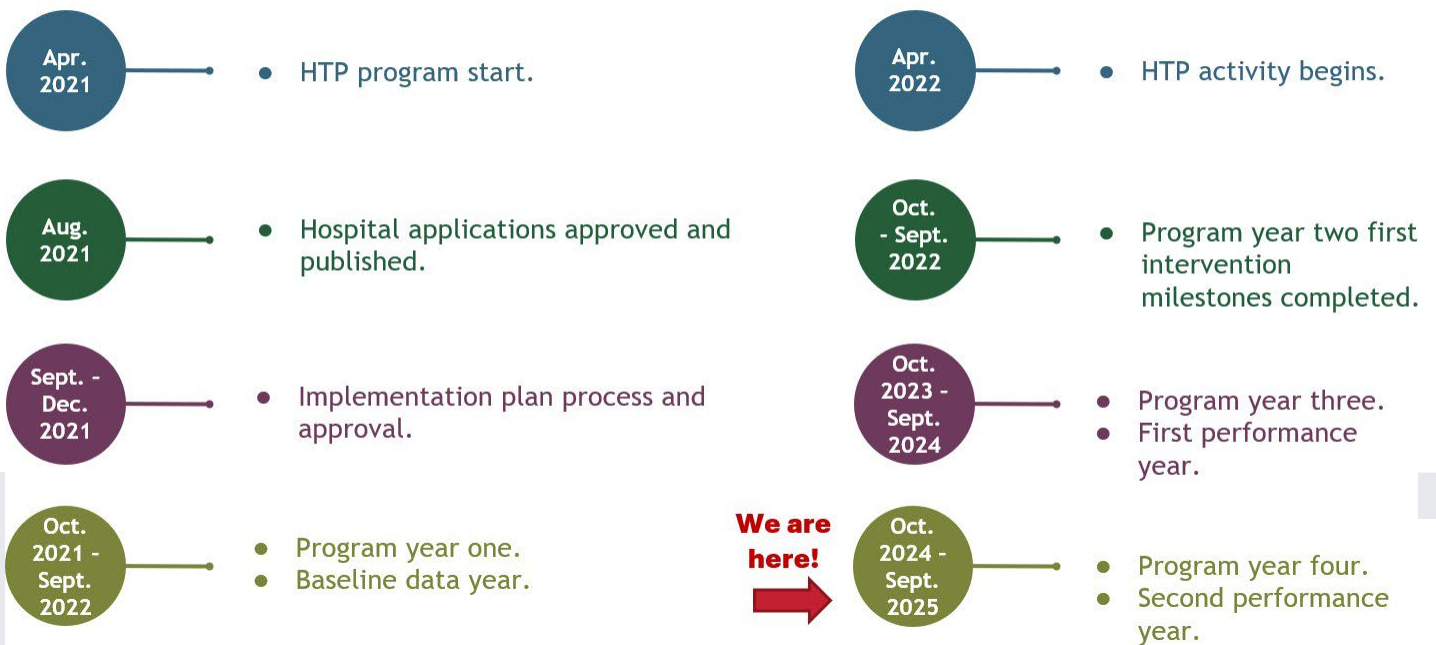 Apr.
2021
● HTP program start.
Aug.
2021
● Hospital applications approved and
published.
Sept. –
Dec.
2021
● Implementation plan process and
approval.
Oct.
2021 –
Sept.
2022
● Program year one.
● Baseline data year.
Apr.
2022
● HTP activity begins.
Oct.
- Sept.
2022
● Program year two first
intervention
milestones completed.
Oct.
2023 –
Sept.
2024
● Program year three.
● First performance
year.
We are
here!
Oct.
2024 –
Sept.
2025
● Program year four.
● Second performance
year.